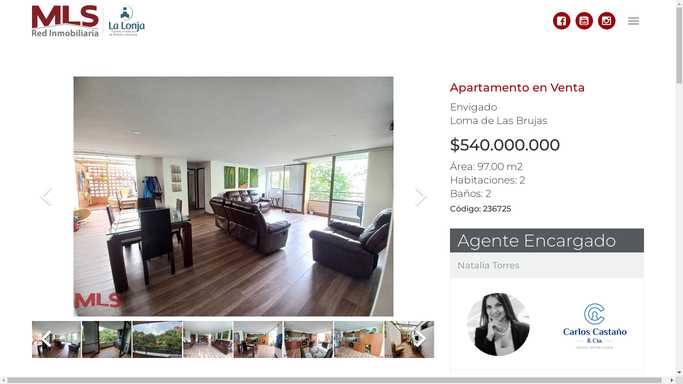 MLS
Red Inmobiliaria
La Lonja
Apartamento en Venta
Envigado
Loma de Las Brujas
$540.000.000
Área: 97.00 m2
Habitaciones: 2
Baños: 2
Código: 236725
MLS
Agente Encargado
Natalia Torres
Carlos Castaño
& Cía.